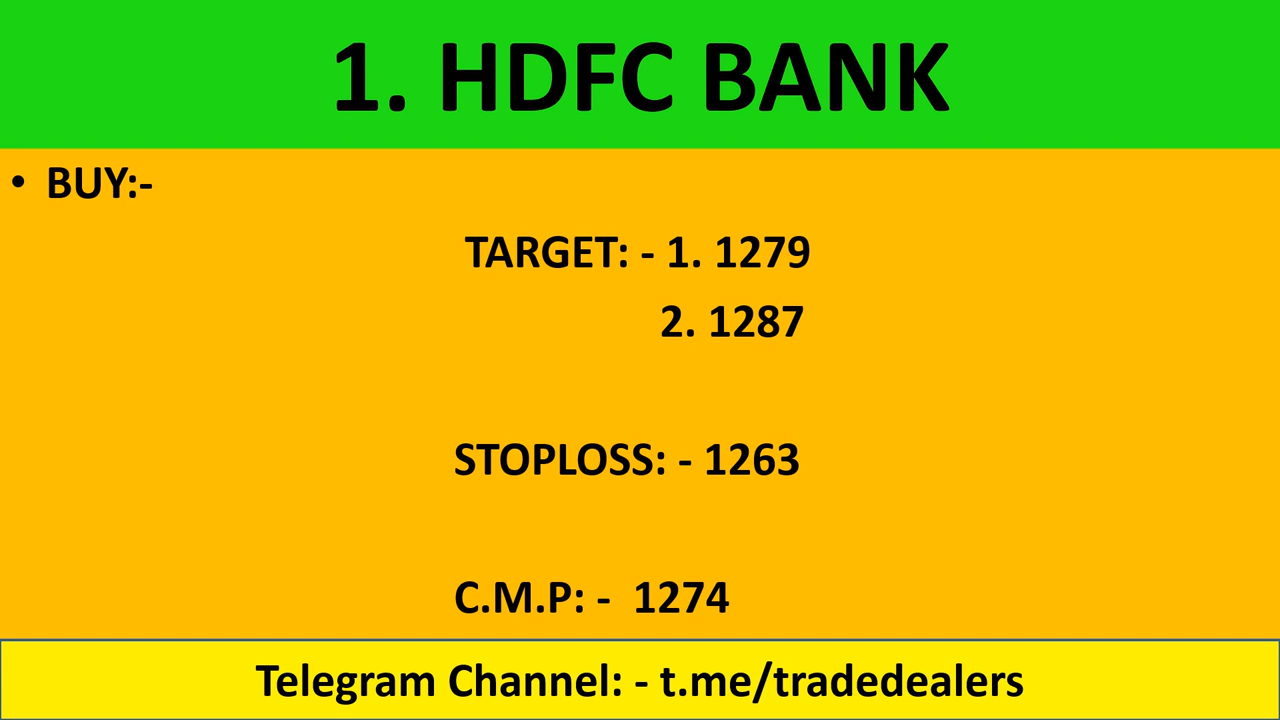 1. HDFC BANK
• BUY:-
TARGET: - 1. 1279
2. 1287
STOPLOSS: - 1263
C.M.P: - 1274
Telegram Channel: - t.me/tradedealers